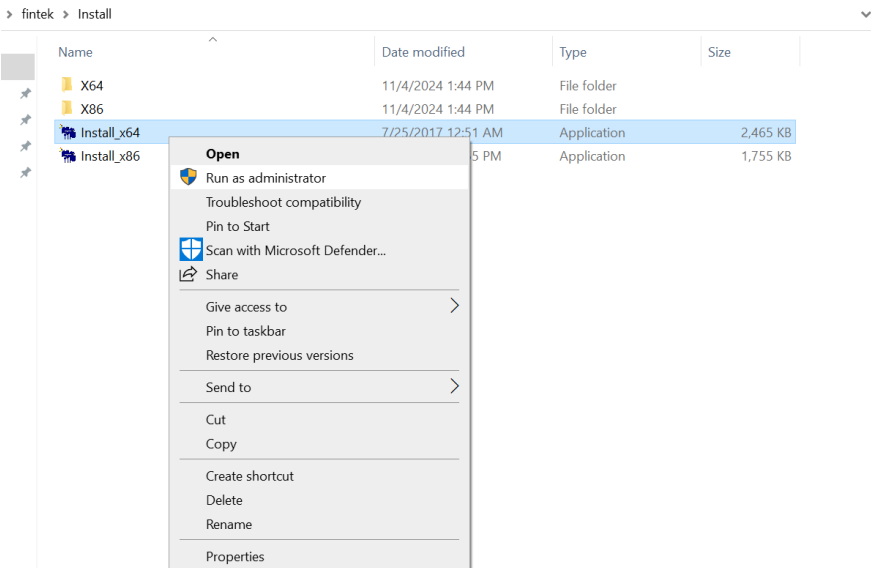 fintek > Install
Name Date modified Type Size
X64 11/4/2024 1:44 PM File folder
X86 11/4/2024 1:44 PM File folder
Install_x64 7/25/2017 12:51 AM Application 2,465 KB
Install_x86 5 PM Application 1,755 KB
Open
Run as administrator
Troubleshoot compatibility
Pin to Start
Scan with Microsoft Defender...
Share
Give access to
Pin to taskbar
Restore previous versions
Send to
Cut
Copy
Create shortcut
Delete
Rename
Properties